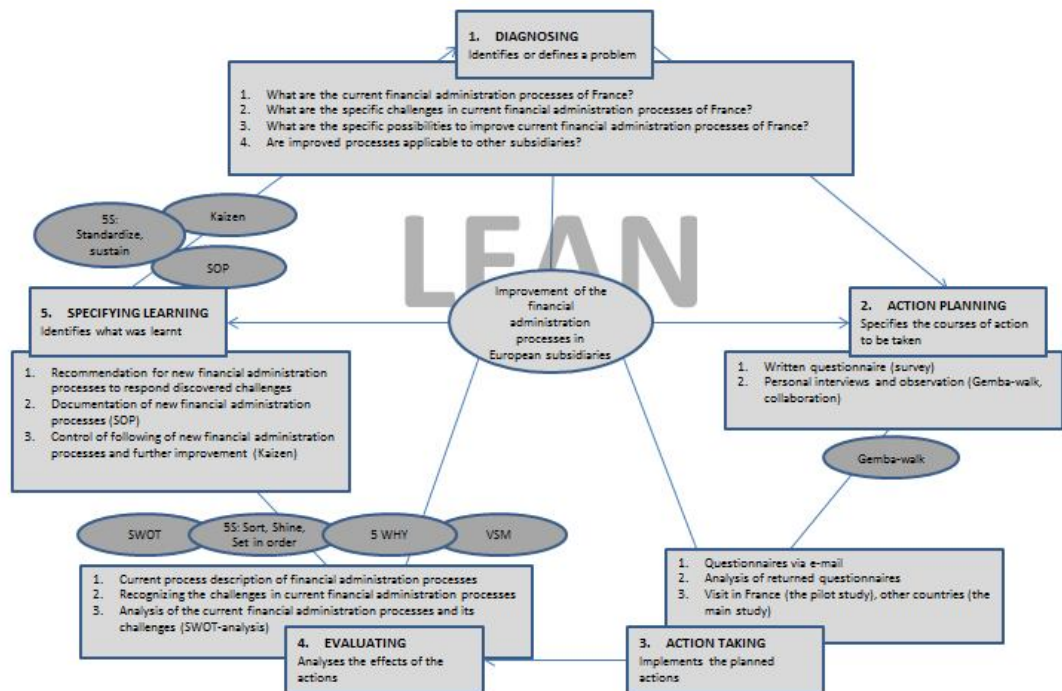 1. DIAGNOSING
Identifies or defines a problem
1. What are the current financial administration processes of France?
2. What are the specific challenges in current financial administration processes of France?
3. What are the specific possibilities to improve current financial administration processes of France?
4. Are improved processes applicable to other subsidiaries?
LEAN
Kaizen
5S:
Standardize,
sustain
SOP
Improvement of the
financial
administration
processes in
European subsidiaries
5. SPECIFYING LEARNING
Identifies what was learnt
1. Recommendation for new financial administration
processes to respond discovered challenges
2. Documentation of new financial administration
processes (SOP)
3. Control of following of new financial administration
processes and further improvement (Kaizen)
2. ACTION PLANNING
Specifies the courses of action
to be taken
1. Written questionnaire (survey)
2. Personal interviews and observation (Gemba-walk,
collaboration)
Gemba-walk
SWOT
5S: Sort, Shine,
Set in order
5 WHY
VSM
1. Current process description of financial administration processes
2. Recognizing the challenges in current financial administration processes
3. Analysis of the current financial administration processes and its
challenges (SWOT-analysis)
4. EVALUATING
Analyses the effects of the
actions
1. Questionnaires via e-mail
2. Analysis of returned questionnaires
3. Visit in France (the pilot study), other countries (the
main study)
3. ACTION TAKING
Implements the planned
actions